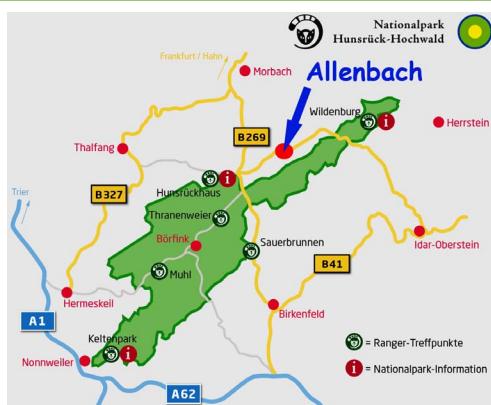 Nationalpark
Hunsrück-Hochwald
Frankfurt / Hahn
Morbach
Allenbach
Wildenburg
Herrstein
B269
Thalfang
Hunsrückhaus
B327
Trier
Thranenweier
Börfink
Sauerbrunnen
Idar-Oberstein
B41
Muhl
Hermeskeil
A1
Birkenfeld
Keltenpark
Nonnweiler
= Ranger-Treffpunkte
i = Nationalpark-Information
A62